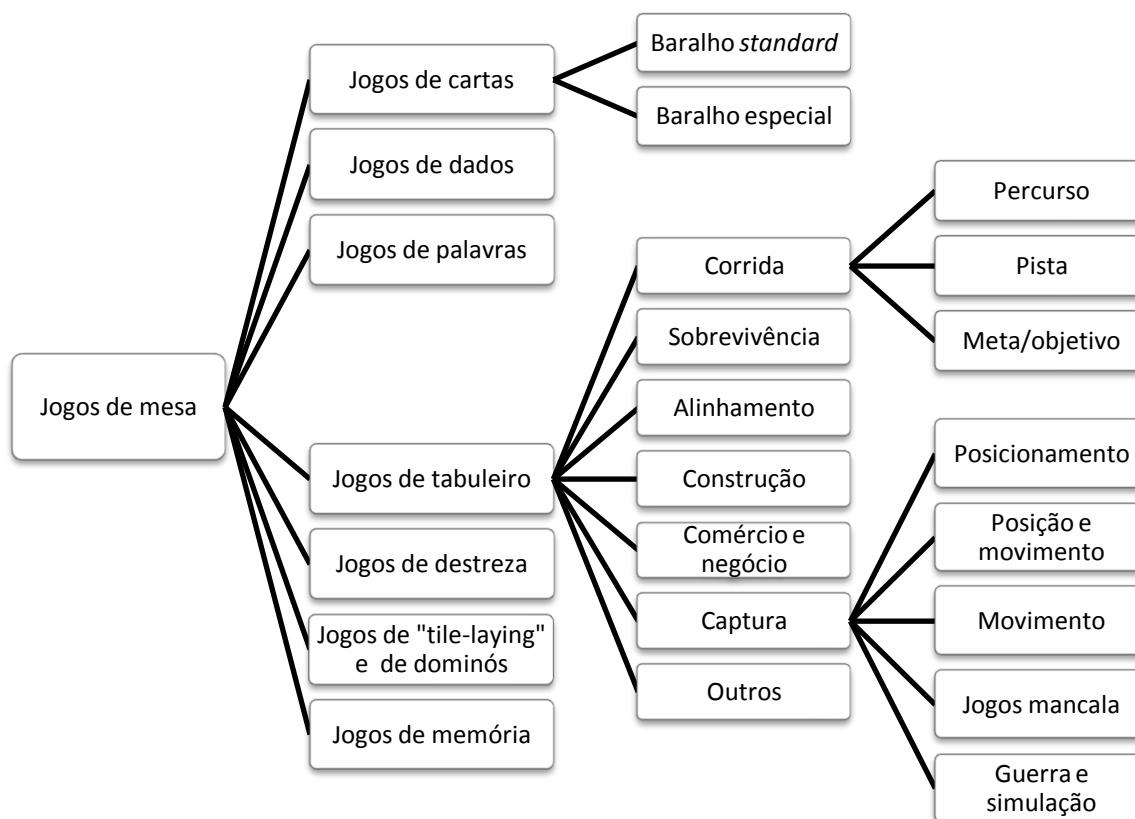 Jogos de mesa
Jogos de cartas
Baralho standard
Baralho especial
Jogos de dados
Jogos de palavras
Jogos de tabuleiro
Corrida
Percurso
Pista
Meta/objetivo
Sobrevivência
Alinhamento
Construção
Comércio e
negócio
Captura
Posicionamento
Posição e
movimento
Movimento
Jogos mancala
Guerra e
simulação
Outros
Jogos de destreza
Jogos de "tile-laying"
e de dominós
Jogos de memória